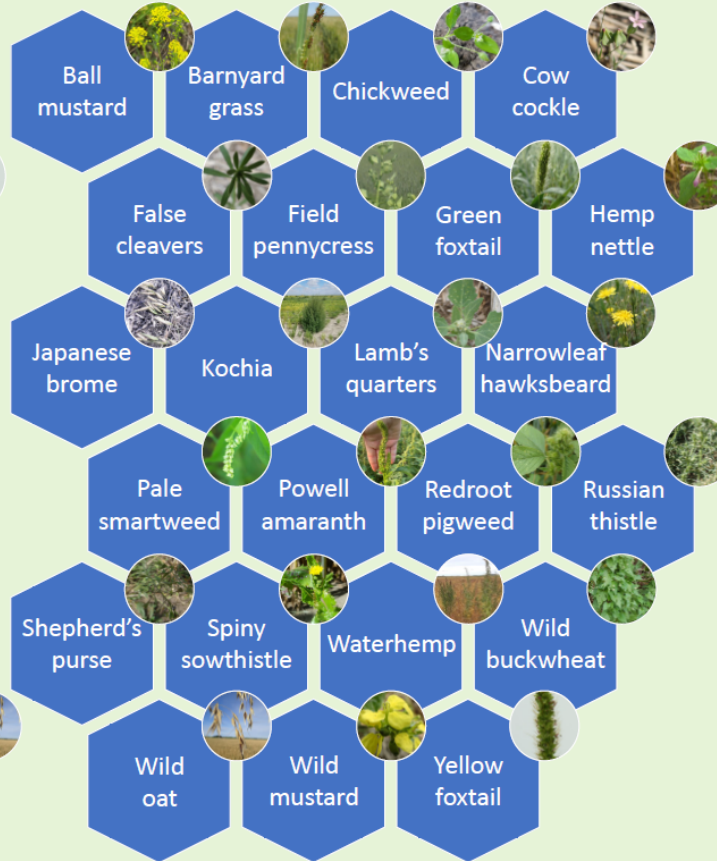 Ball
mustard
Barnyard
grass
Chickweed
Cow
cockle
False
cleavers
Field
pennycress
Green
foxtail
Hemp
nettle
Japanese
brome
Kochia
Lamb's
quarters
Narrowleaf
hawksbeard
Pale
smartweed
Powell
amaranth
Redroot
pigweed
Russian
thistle
Shepherd's
purse
Spiny
sowthistle
Waterhemp
Wild
buckwheat
Wild
oat
Wild
mustard
Yellow
foxtail